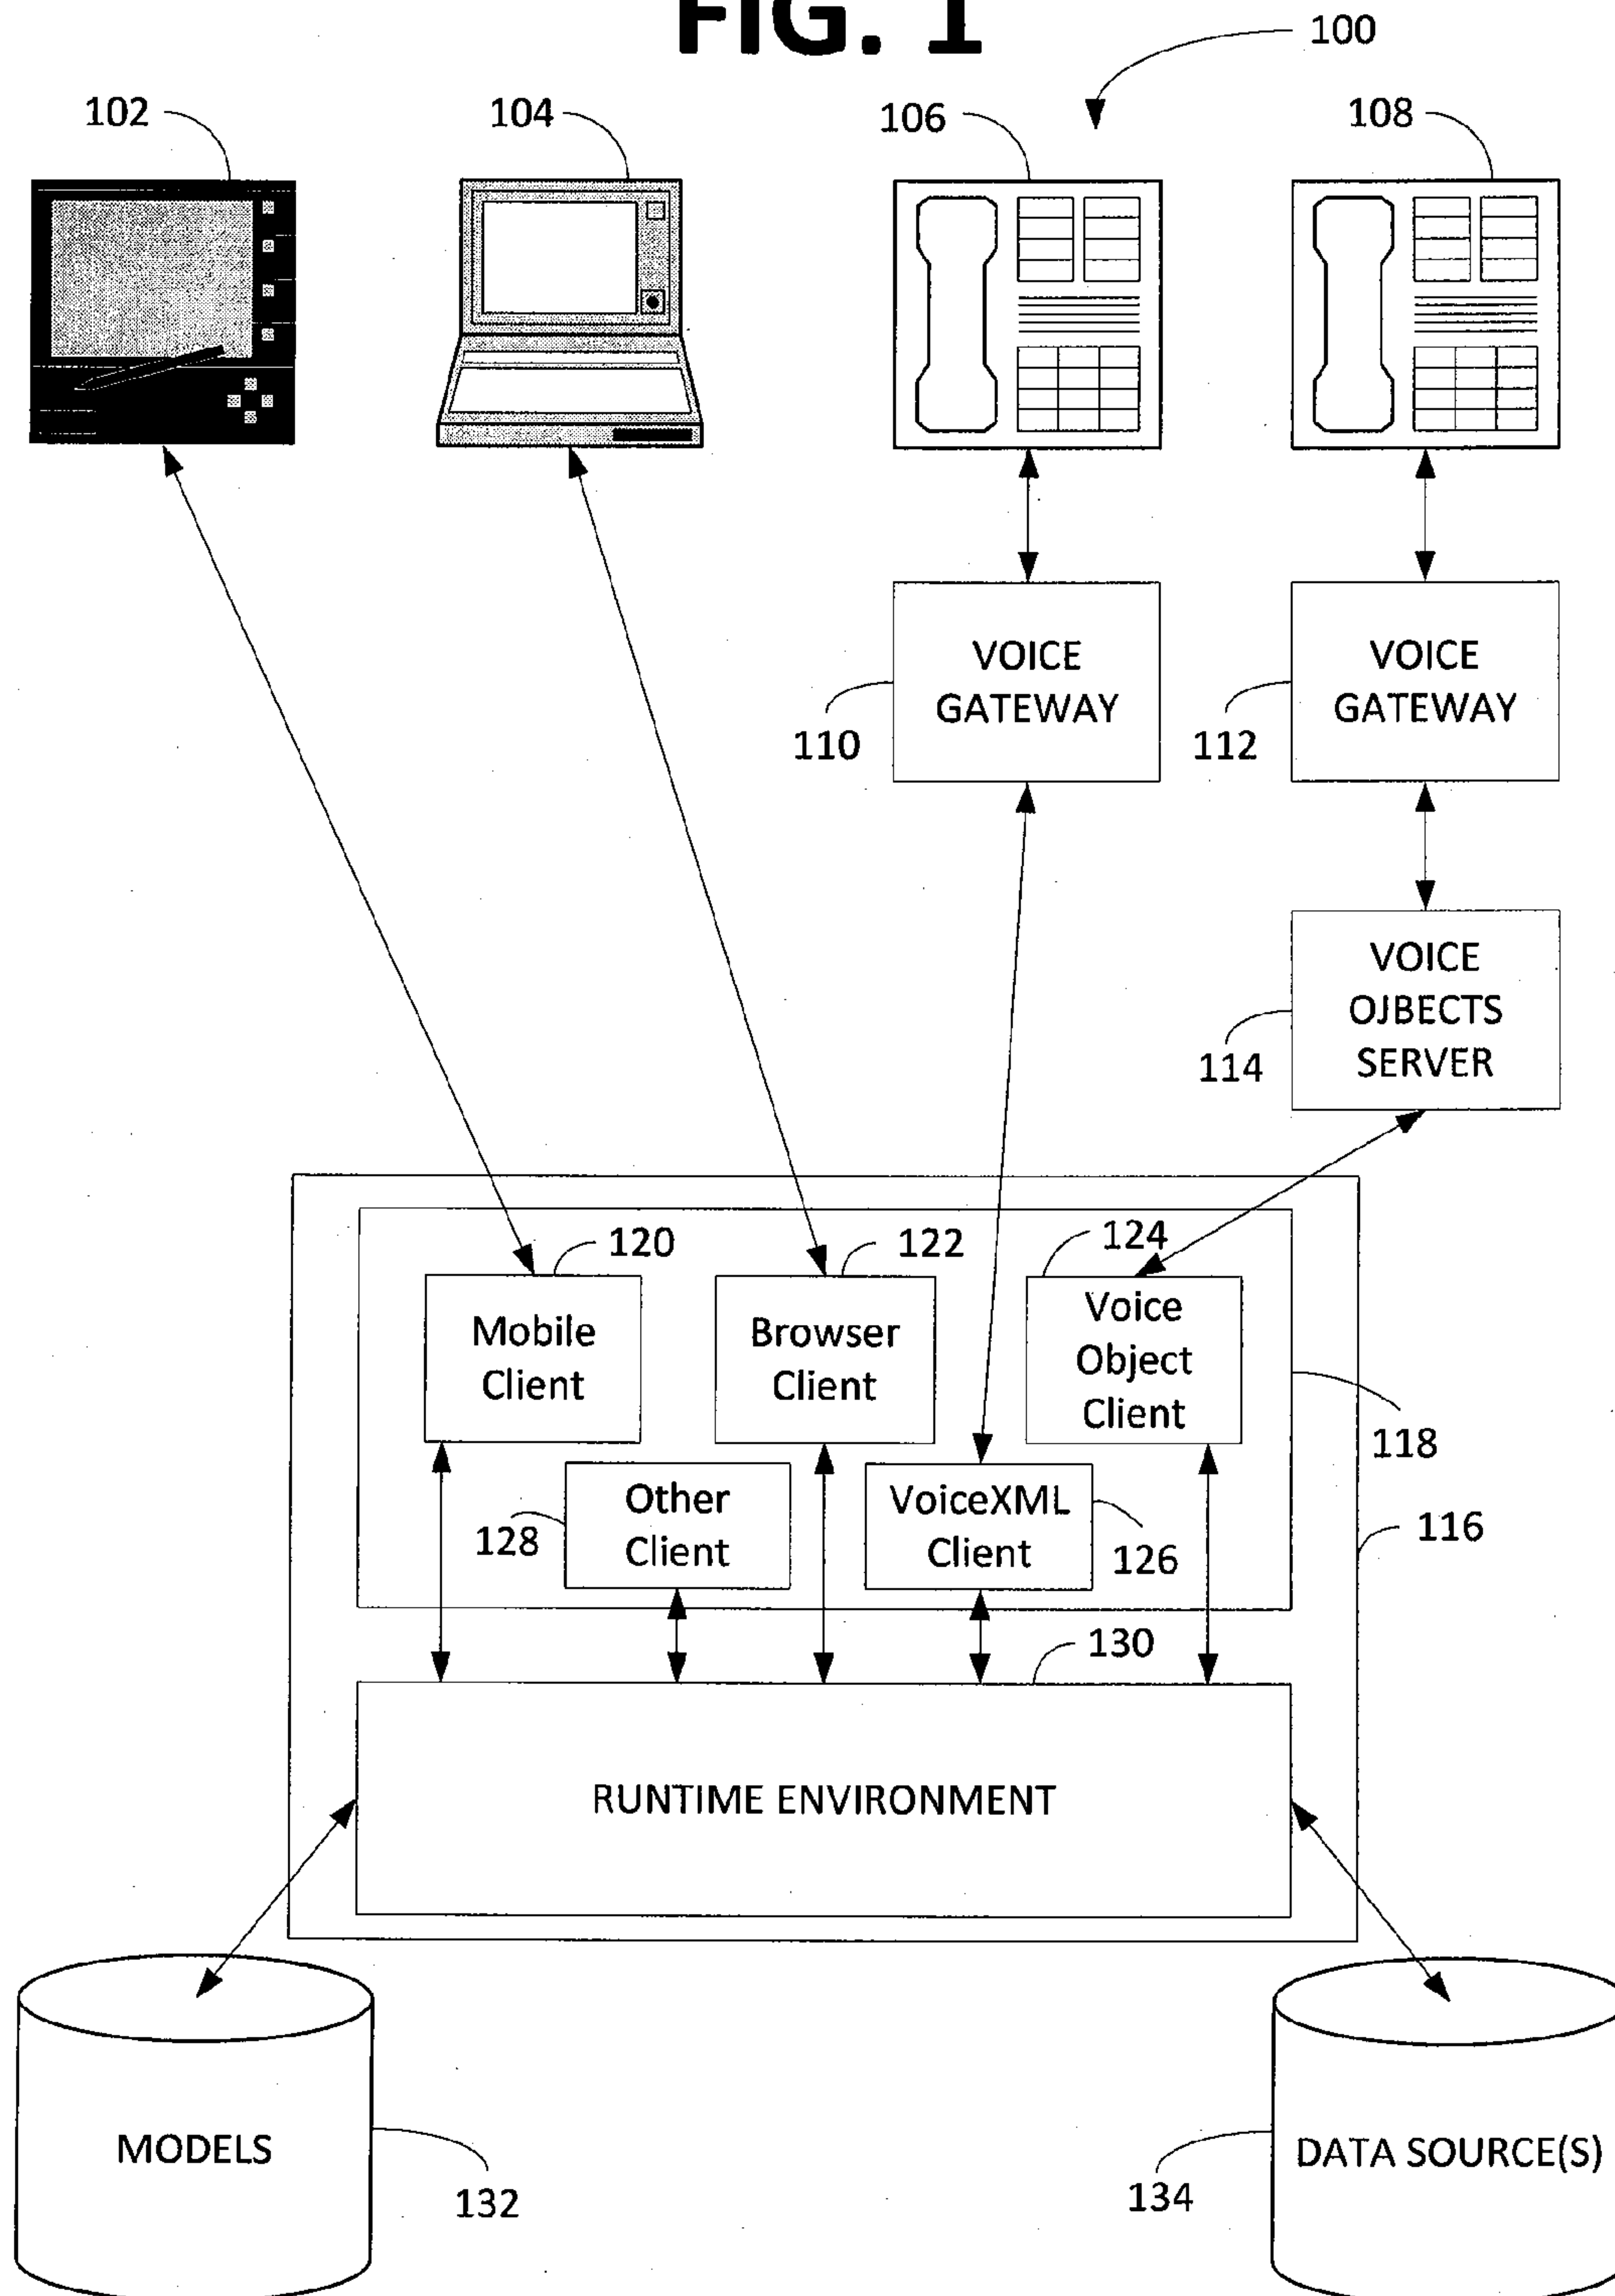 FIG. 1
100
102
104
106
108
VOICE
GATEWAY
110
VOICE
GATEWAY
112
VOICE
OJBECTS
SERVER
114
120
122
124
Mobile
Client
Browser
Client
Voice
Object
Client
118
Other
Client
128
VoiceXML
Client
126
116
130
RUNTIME ENVIRONMENT
MODELS
132
DATA SOURCE(S)
134